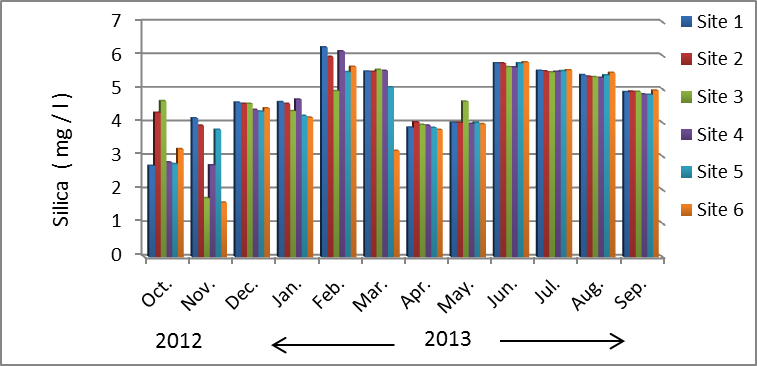 Silica ( mg / l )
7
6
5
4
3
2
1
0
Oct. Nov. Dec. Jan. Feb. Mar. Apr. May. Jun. Jul. Aug. Sep.
2012 2013
Site 1
Site 2
Site 3
Site 4
Site 5
Site 6